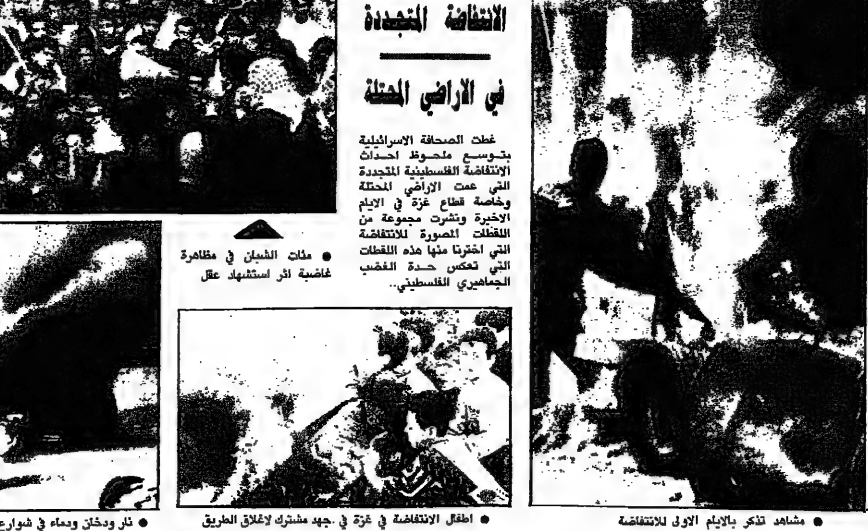 الانتفاضة المتجددة
في الاراضي المحتلة
غطت الصحافة الاسرائيلية
بتوسع ملحوظ احداث
الانتفاضة الفلسطينية المتجددة
التي عمت الاراضي المحتلة
وخاصة قطاع غزة في الايام
الاخيرة ونشرت مجموعة من
اللقطات المصورة للانتفاضة
التي اخترنا منها هذه اللقطات
التي تعكس حدة الغضب
الجماهيري الفلسطيني..
● مئات الشبان في مظاهرة
غاضبة اثر استشهاد عقل
● مشاهد تذكر بالايام الاولى للانتفاضة
● اطفال الانتفاضة في غزة في جهد مشترك لاغلاق الطريق
● نار ودخان ودماء في شوارع